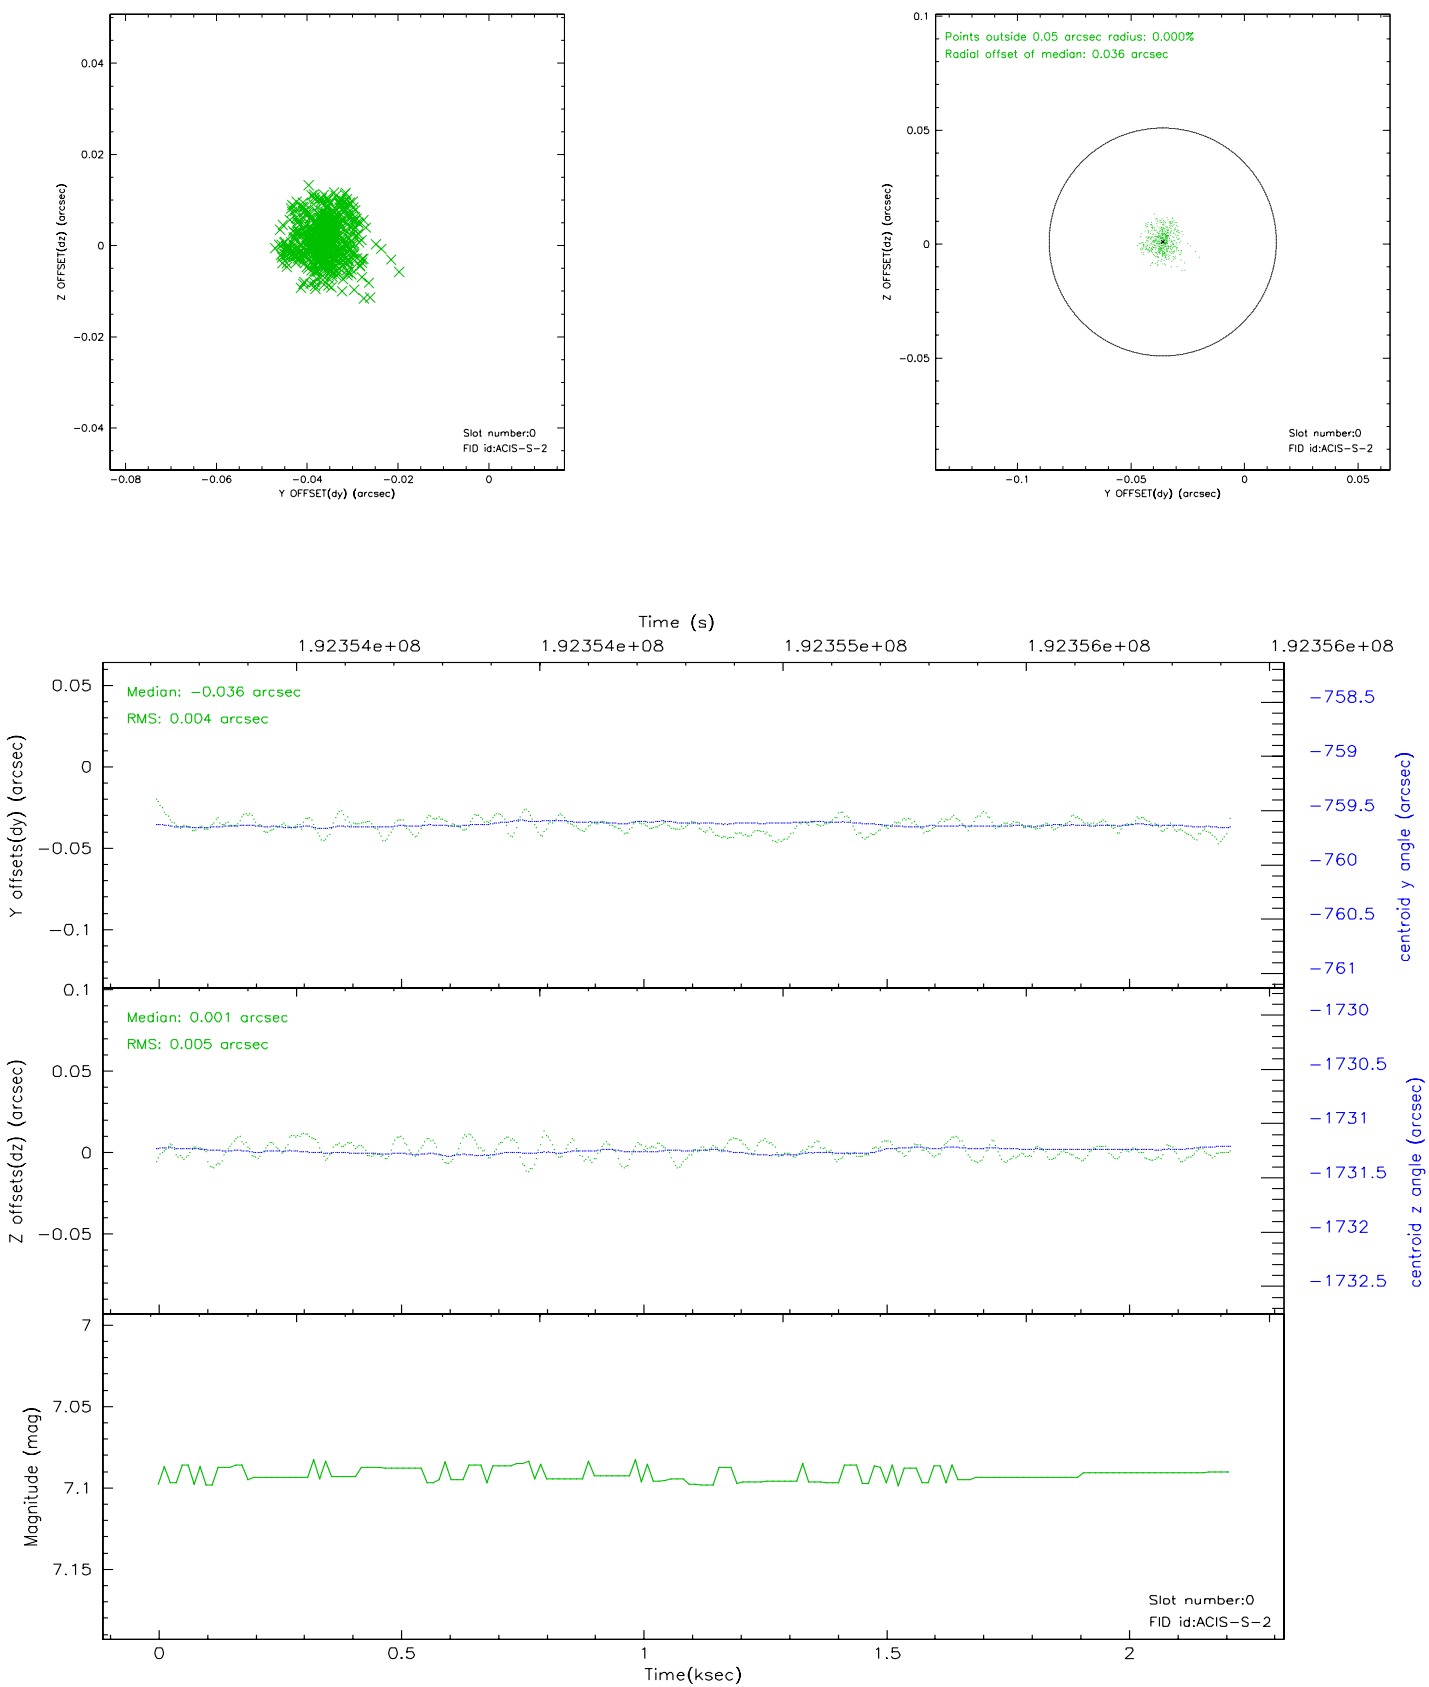 0.04
0.02
0
−0.02
−0.04
Z OFFSET(dz) (arcsec)
Slot number:0
FID id:ACIS−S−2
−0.08
−0.06
−0.04
−0.02
0
Y OFFSET(dy) (arcsec)
Points outside 0.05 arcsec radius: 0.000%
Radial offset of median: 0.036 arcsec
0.1
0.05
0
−0.05
Z OFFSET(dz) (arcsec)
Slot number:0
FID id:ACIS−S−2
−0.1
−0.05
0
0.05
Y OFFSET(dy) (arcsec)
Time (s)
1.92354e+08
1.92354e+08
1.92355e+08
1.92356e+08
1.92356e+08
Median: −0.036 arcsec
RMS: 0.004 arcsec
0.05
0
−0.05
−0.1
Y offsets(dy) (arcsec)
−758.5
−759
−759.5
−760
−760.5
−761
centroid y angle (arcsec)
Median: 0.001 arcsec
RMS: 0.005 arcsec
0.1
0.05
0
−0.05
Z offsets(dz) (arcsec)
−1730
−1730.5
−1731
−1731.5
−1732
−1732.5
centroid z angle (arcsec)
7
7.05
7.1
7.15
Magnitude (mag)
Slot number:0
FID id:ACIS−S−2
0
0.5
1
1.5
2
Time(ksec)